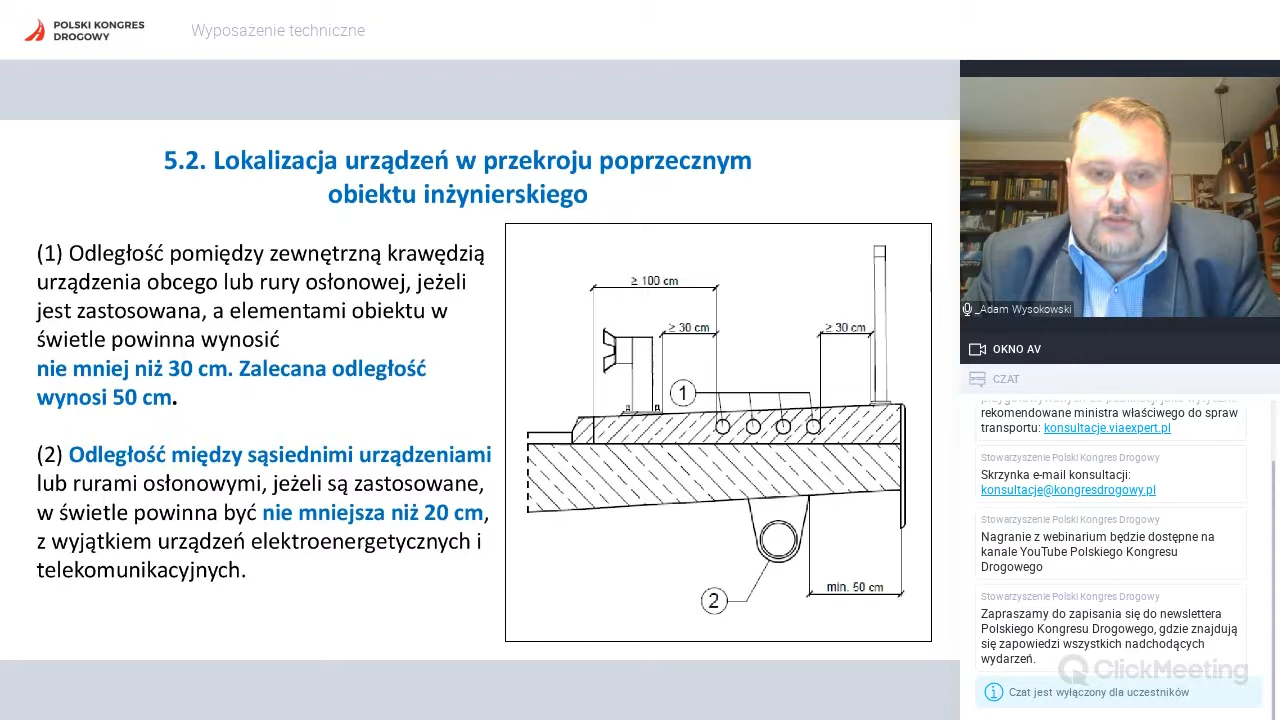 POLSKI KONGRES
DROGOWY
Wyposażenie techniczne
5.2. Lokalizacja urządzeń w przekroju poprzecznym
obiektu inżynierskiego
(1) Odległość pomiędzy zewnętrzną krawędzią
urządzenia obcego lub rury osłonowej, jeżeli
jest zastosowana, a elementami obiektu w
świetle powinna wynosić
nie mniej niż 30 cm. Zalecana odległość
wynosi 50 cm.
(2) Odległość między sąsiednimi urządzeniami
lub rurami osłonowymi, jeżeli są zastosowane,
w świetle powinna być nie mniejsza niż 20 cm,
z wyjątkiem urządzeń elektroenergetycznych i
telekomunikacyjnych.
≥ 100 cm
≥ 30 cm
≥ 30 cm
1
2
min. 50 cm
_Adam Wysokowski
OKNO AV
CZAT
rekomendowane ministra właściwego do spraw
transportu: konsultacje.viaexpert.pl
Stowarzyszenie Polski Kongres Drogowy
Skrzynka e-mail konsultacji:
konsultacje@kongresdrogowy.pl
Stowarzyszenie Polski Kongres Drogowy
Nagranie z webinarium będzie dostępne na
kanale YouTube Polskiego Kongresu
Drogowego
Stowarzyszenie Polski Kongres Drogowy
Zapraszamy do zapisania się do newslettera
Polskiego Kongresu Drogowego, gdzie znajdują
się zapowiedzi wszystkich nadchodzących
wydarzeń.
ClickMeeting
Czat jest wyłączony dla uczestników